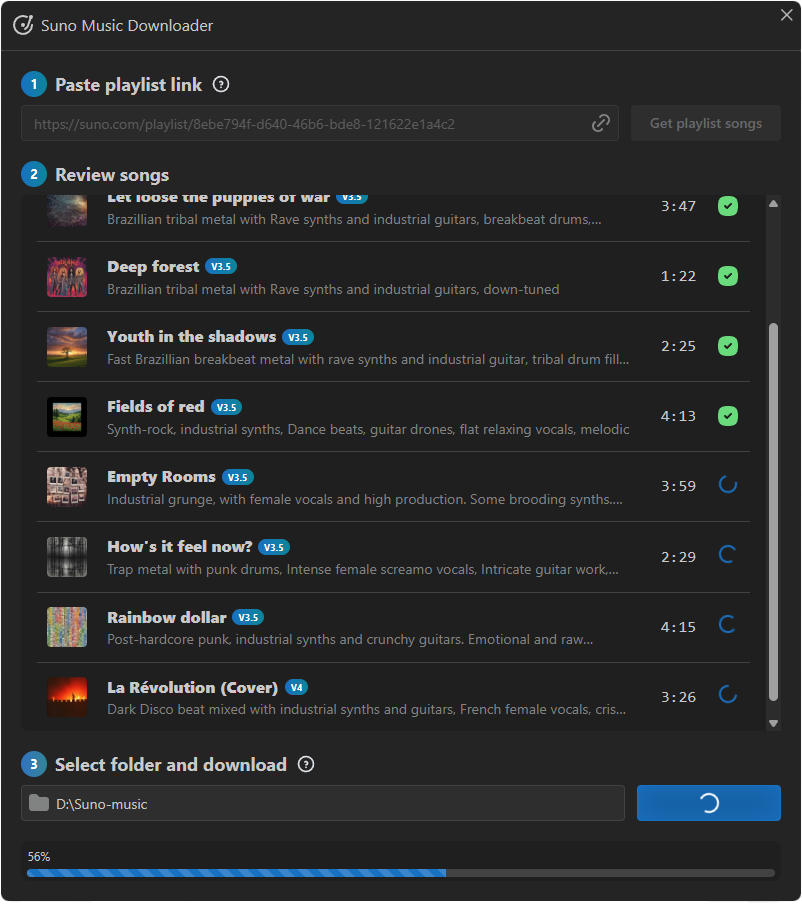 Suno Music Downloader
1 Paste playlist link ?
https://suno.com/playlist/8ebe794f-d640-46b6-bde8-121622e1a4c2
Get playlist songs
2 Review songs
Let loose the puppies of war V3.5
Brazillian tribal metal with Rave synths and industrial guitars, breakbeat drums,...
3:47
Deep forest V3.5
Brazillian tribal metal with Rave synths and industrial guitars, down-tuned
1:22
Youth in the shadows V3.5
Fast Brazillian breakbeat metal with rave synths and industrial guitar, tribal drum fill...
2:25
Fields of red V3.5
Synth-rock, industrial synths, Dance beats, guitar drones, flat relaxing vocals, melodic
4:13
Empty Rooms V3.5
Industrial grunge, with female vocals and high production. Some brooding synths....
3:59
How's it feel now? V3.5
Trap metal with punk drums, Intense female screamo vocals, Intricate guitar work,...
2:29
Rainbow dollar V3.5
Post-hardcore punk, industrial synths and crunchy guitars. Emotional and raw...
4:15
La Révolution (Cover) V4
Dark Disco beat mixed with industrial synths and guitars, French female vocals, cris...
3:26
3 Select folder and download ?
D:\Suno-music
56%